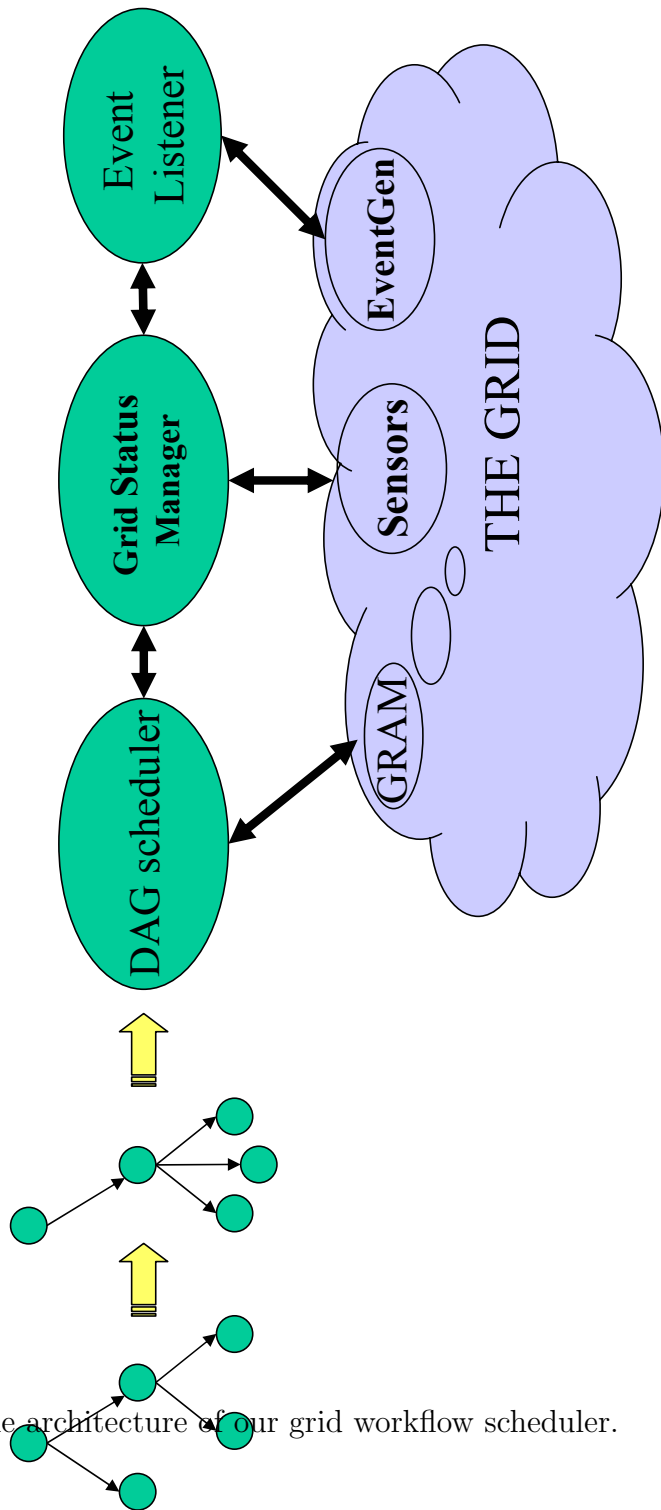 Event
Listener
Grid Status
Manager
DAG scheduler
EventGen
Sensors
GRAM
THE GRID
architecture of our grid workflow scheduler.